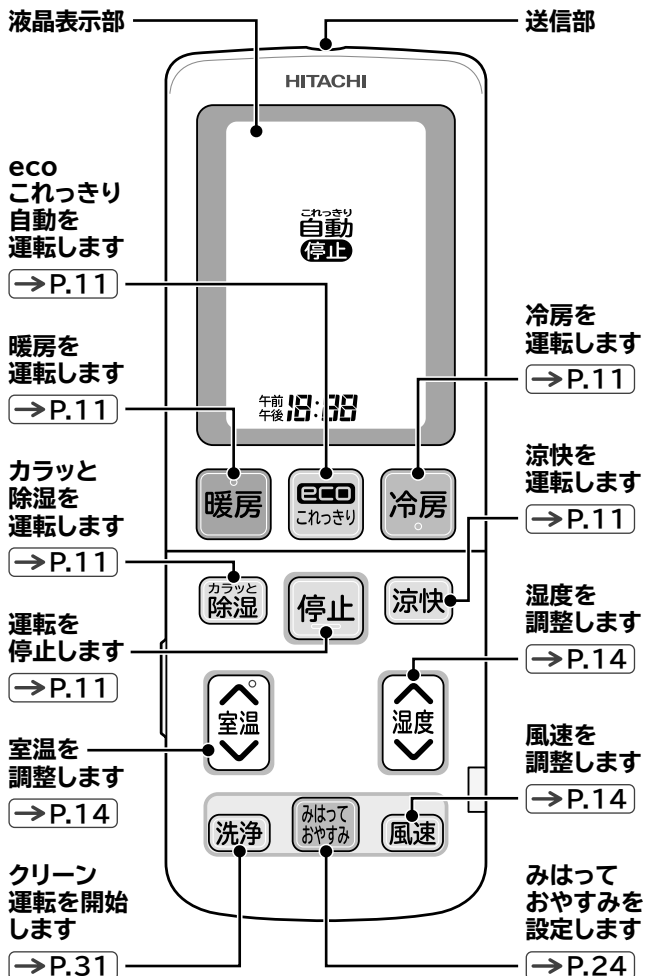 液晶表示部
送信部
HITACHI
これっきり
自動
停止
午前
午後 18:38
eco
これっきり
自動を
運転します
→P.11
暖房を
運転します
→P.11
カラッと
除湿を
運転します
→P.11
運転を
停止します
→P.11
室温を
調整します
→P.14
クリーン
運転を開始
します
→P.31
暖房
eco
これっきり
冷房
カラッと
除湿
停止
涼快
室温
湿度
洗浄
みはって
おやすみ
風速
冷房を
運転します
→P.11
涼快を
運転します
→P.11
湿度を
調整します
→P.14
風速を
調整します
→P.14
みはって
おやすみを
設定します
→P.24